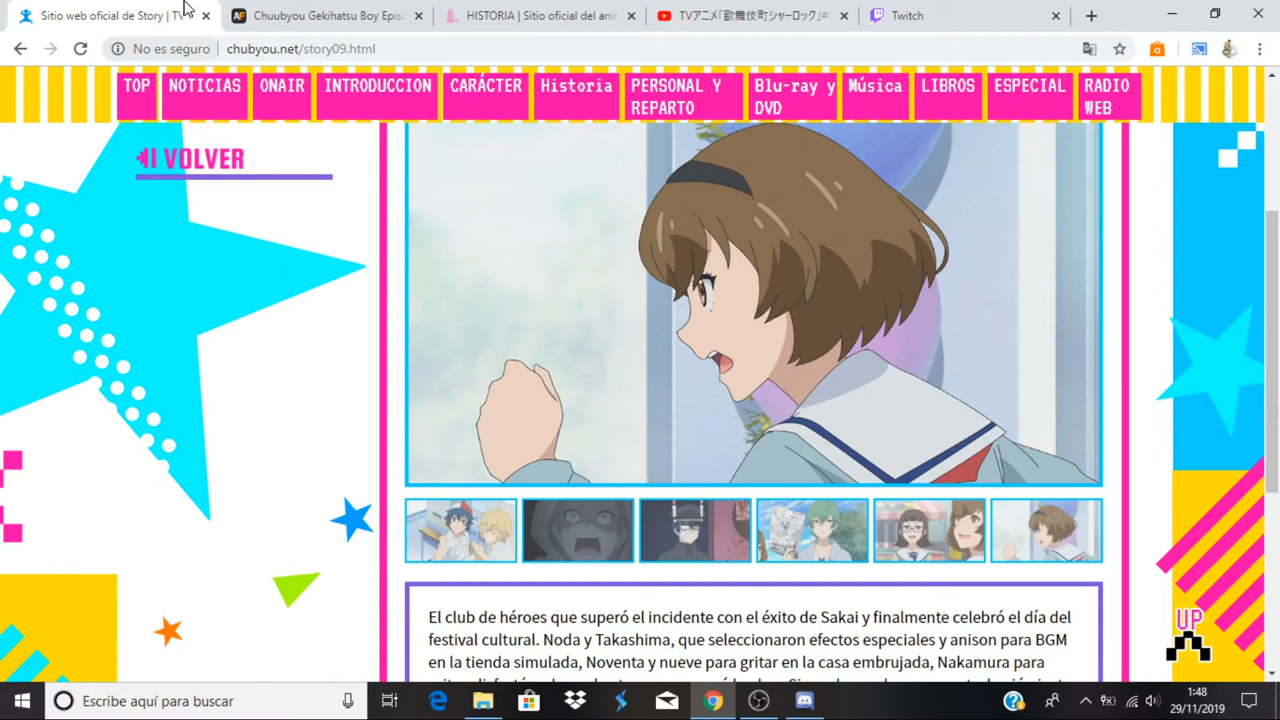 Sitio web oficial de Story | TV
Chuubyou Gekihatsu Boy Episo
HISTORIA | Sitio oficial del anim
TVアニメ「歌舞伎町シャーロック」#
Twitch
No es seguro
chubyou.net/story09.html
TOP
NOTICIAS
ONAIR
INTRODUCCION
CARÁCTER
Historia
PERSONAL Y
REPARTO
Blu-ray y
DVD
Música
LIBROS
ESPECIAL
RADIO
WEB
VOLVER
El club de héroes que superó el incidente con el éxito de Sakai y finalmente celebró el día del
festival cultural. Noda y Takashima, que seleccionaron efectos especiales y anison para BGM
en la tienda simulada, Noventa y nueve para gritar en la casa embrujada, Nakamura para
UP
Escribe aquí para buscar
1:48
29/11/2019